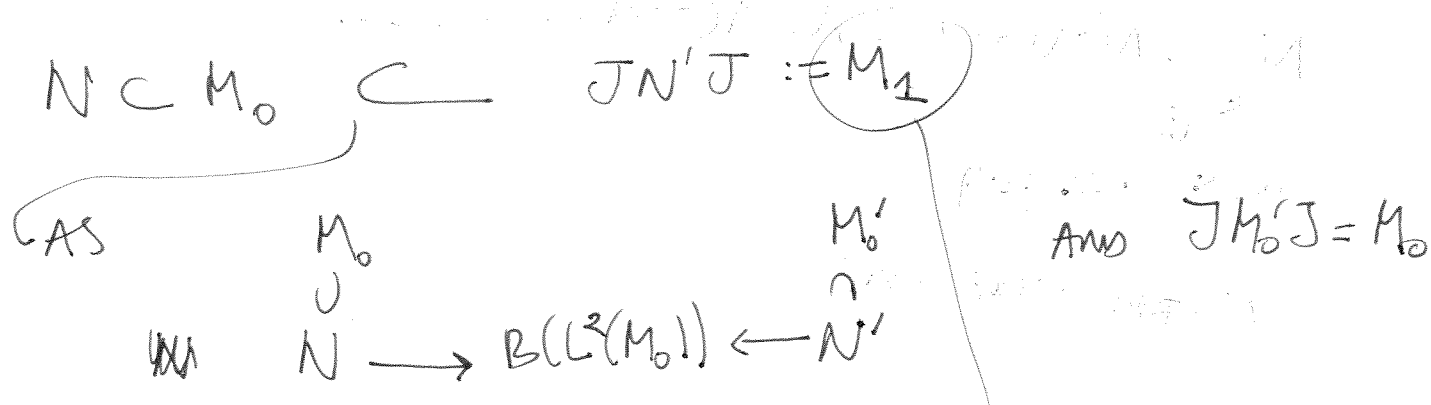 N ⊂ M₀ ⊂ JN'J := M₁
AS M₀ M₀' AND JM₀'J = M₀
∪ ∩
N → B(L²(M₀)) ← N'